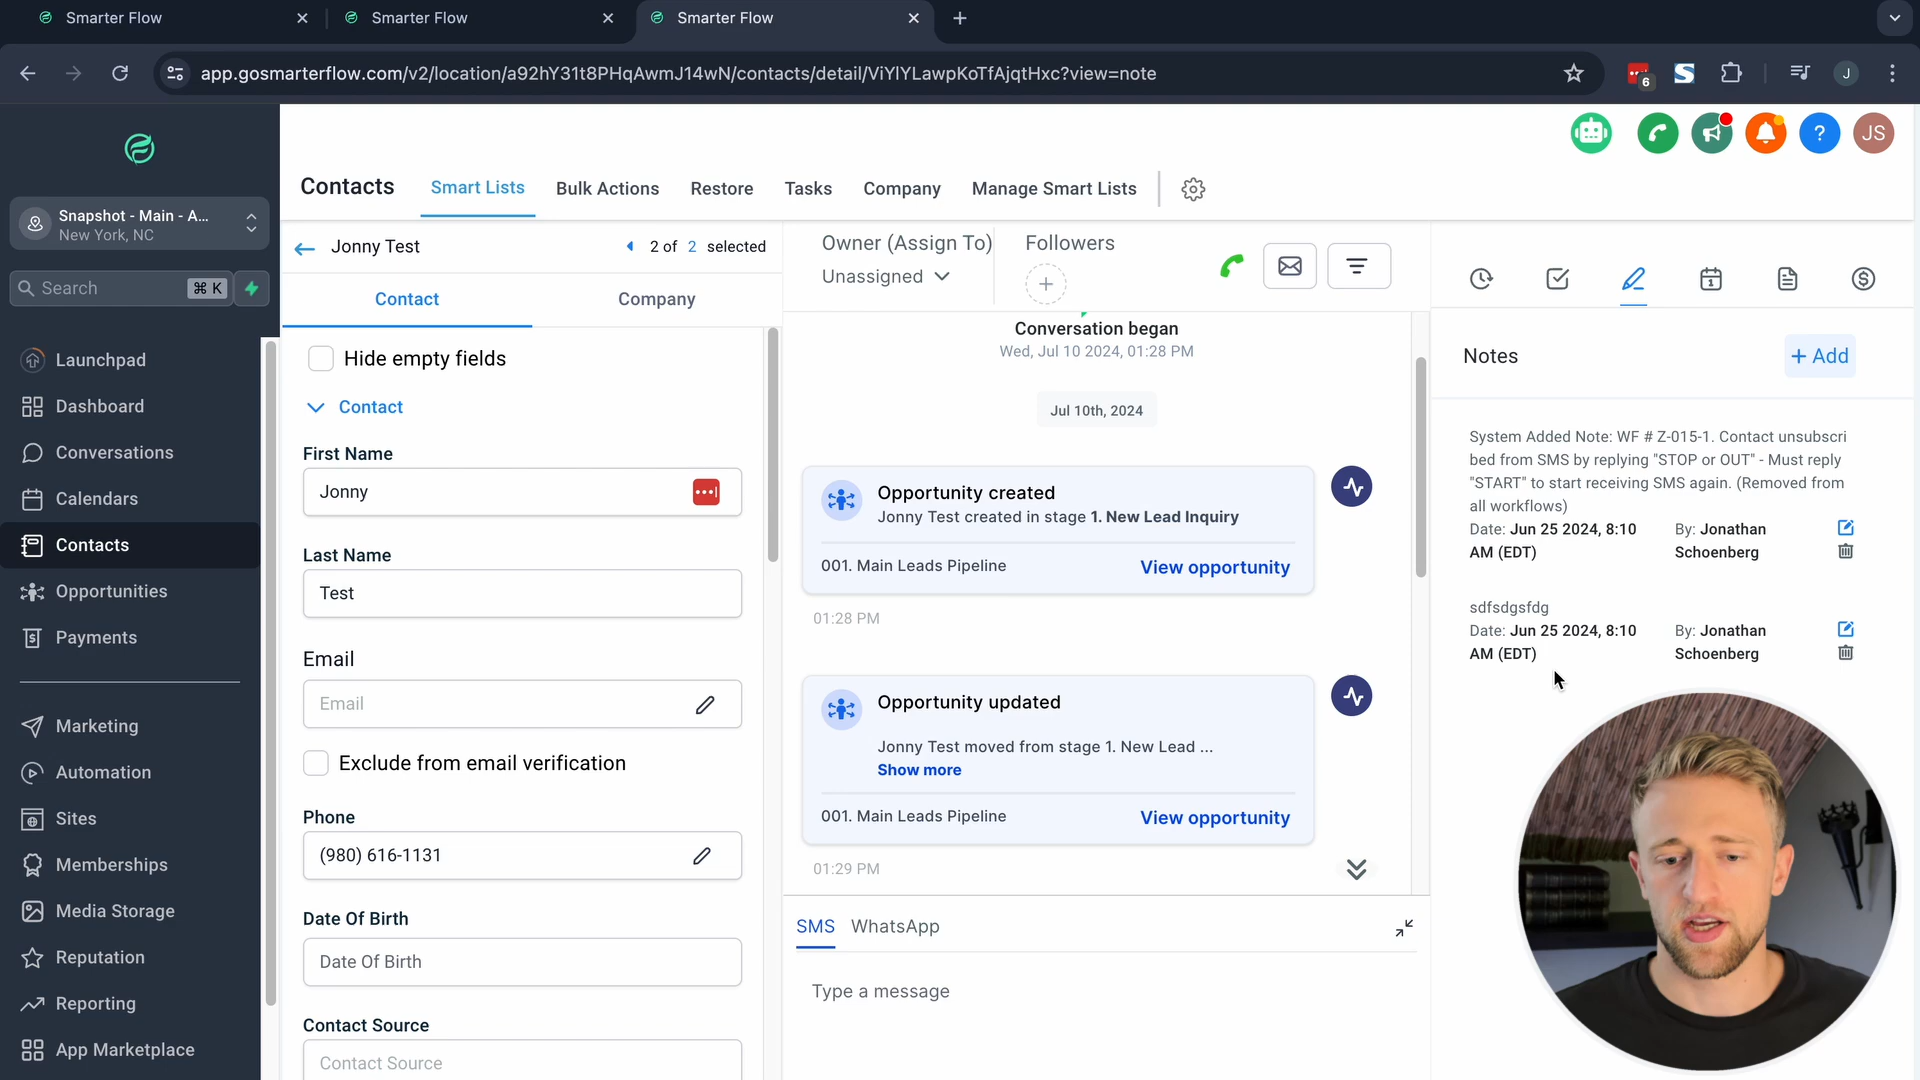 Smarter Flow
Smarter Flow
Smarter Flow
app.gosmarterflow.com/v2/location/a92hY31t8PHqAwmJ14wN/contacts/detail/ViYlYLawpKoTfAjqtHxc?view=note
6
J
JS
Snapshot - Main - A...
New York, NC
Search
⌘ K
Launchpad
Dashboard
Conversations
Calendars
Contacts
Opportunities
Payments
Marketing
Automation
Sites
Memberships
Media Storage
Reputation
Reporting
App Marketplace
Contacts
Smart Lists
Bulk Actions
Restore
Tasks
Company
Manage Smart Lists
Jonny Test
2 of 2 selected
Contact
Company
Hide empty fields
Contact
First Name
Jonny
Last Name
Test
Email
Email
Exclude from email verification
Phone
(980) 616-1131
Date Of Birth
Date Of Birth
Contact Source
Contact Source
Owner (Assign To)
Unassigned
Followers
Conversation began
Wed, Jul 10 2024, 01:28 PM
Jul 10th, 2024
Opportunity created
Jonny Test created in stage 1. New Lead Inquiry
001. Main Leads Pipeline
View opportunity
01:28 PM
Opportunity updated
Jonny Test moved from stage 1. New Lead ...
Show more
001. Main Leads Pipeline
View opportunity
01:29 PM
SMS
WhatsApp
Type a message
Notes
+ Add
System Added Note: WF # Z-015-1. Contact unsubscri
bed from SMS by replying "STOP or OUT" - Must reply
"START" to start receiving SMS again. (Removed from
all workflows)
Date: Jun 25 2024, 8:10
AM (EDT)
By: Jonathan
Schoenberg
sdfsdgsfdg
Date: Jun 25 2024, 8:10
AM (EDT)
By: Jonathan
Schoenberg